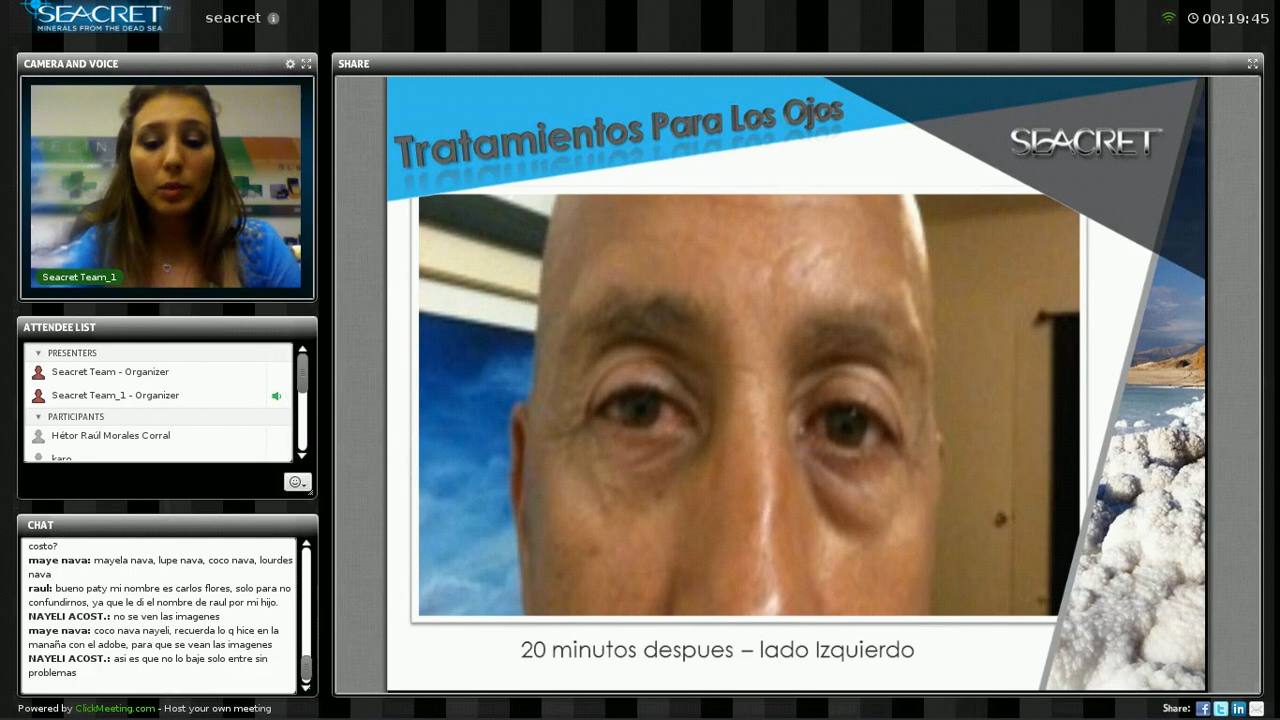 SEACRET™
MINERALS FROM THE DEAD SEA
seacret
00:19:45
CAMERA AND VOICE
Seacret Team_1
ATTENDEE LIST
PRESENTERS
Seacret Team - Organizer
Seacret Team_1 - Organizer
PARTICIPANTS
Hétor Raúl Morales Corral
karo
CHAT
costo?
maye nava: mayela nava, lupe nava, coco nava, lourdes
nava
raul: bueno paty mi nombre es carlos flores, solo para no
confundirnos, ya que le di el nombre de raul por mi hijo.
NAYELI ACOST.: no se ven las imagenes
maye nava: coco nava nayeli, recuerda lo q hice en la
manaña con el adobe, para que se vean las imagenes
NAYELI ACOST.: asi es que no lo baje solo entre sin
problemas
SHARE
Tratamientos Para Los Ojos
SEACRET
20 minutos despues – lado Izquierdo
Powered by ClickMeeting.com - Host your own meeting
Share: